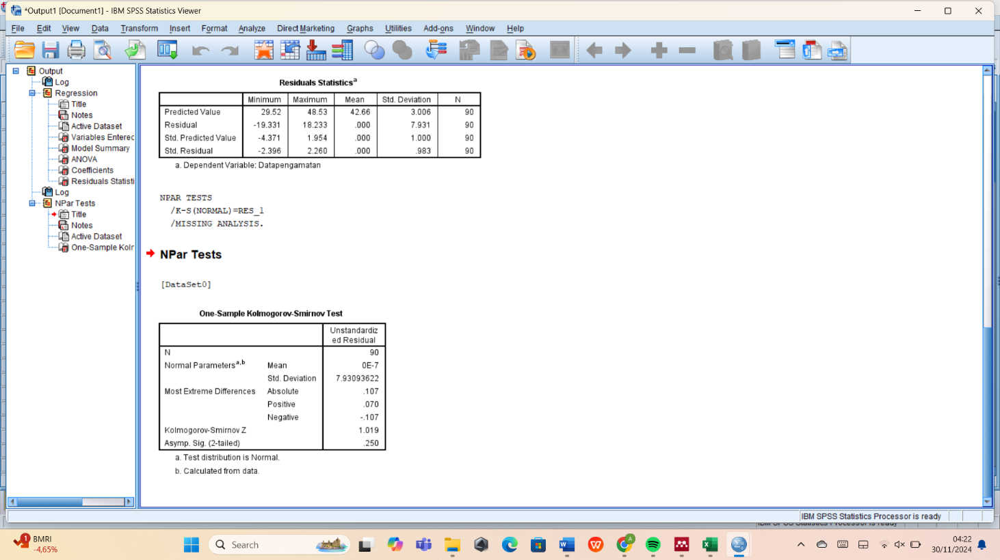 *Output1 [Document1] - IBM SPSS Statistics Viewer
File Edit View Data Transform Insert Format Analyze Direct Marketing Graphs Utilities Add-ons Window Help
Output
Log
Regression
Title
Notes
Active Dataset
Variables Enterec
Model Summary
ANOVA
Coefficients
Residuals Statisti
Log
NPar Tests
Title
Notes
Active Dataset
One-Sample Kolr
Residuals Statisticsa
Minimum Maximum Mean Std. Deviation N
Predicted Value 29.52 48.53 42.66 3.006 90
Residual -19.331 18.233 .000 7.931 90
Std. Predicted Value -4.371 1.954 .000 1.000 90
Std. Residual -2.396 2.260 .000 .983 90
a. Dependent Variable: Datapengamatan
NPAR TESTS
/K-S(NORMAL)=RES_1
/MISSING ANALYSIS.
NPar Tests
[DataSet0]
One-Sample Kolmogorov-Smirnov Test
Unstandardiz
ed Residual
N 90
Normal Parametersa,b Mean 0E-7
Std. Deviation 7.93093622
Most Extreme Differences Absolute .107
Positive .070
Negative -.107
Kolmogorov-Smirnov Z 1.019
Asymp. Sig. (2-tailed) .250
a. Test distribution is Normal.
b. Calculated from data.
IBM SPSS Statistics Processor is ready
1
BMRI
-4,65%
Search
04:22
30/11/2024